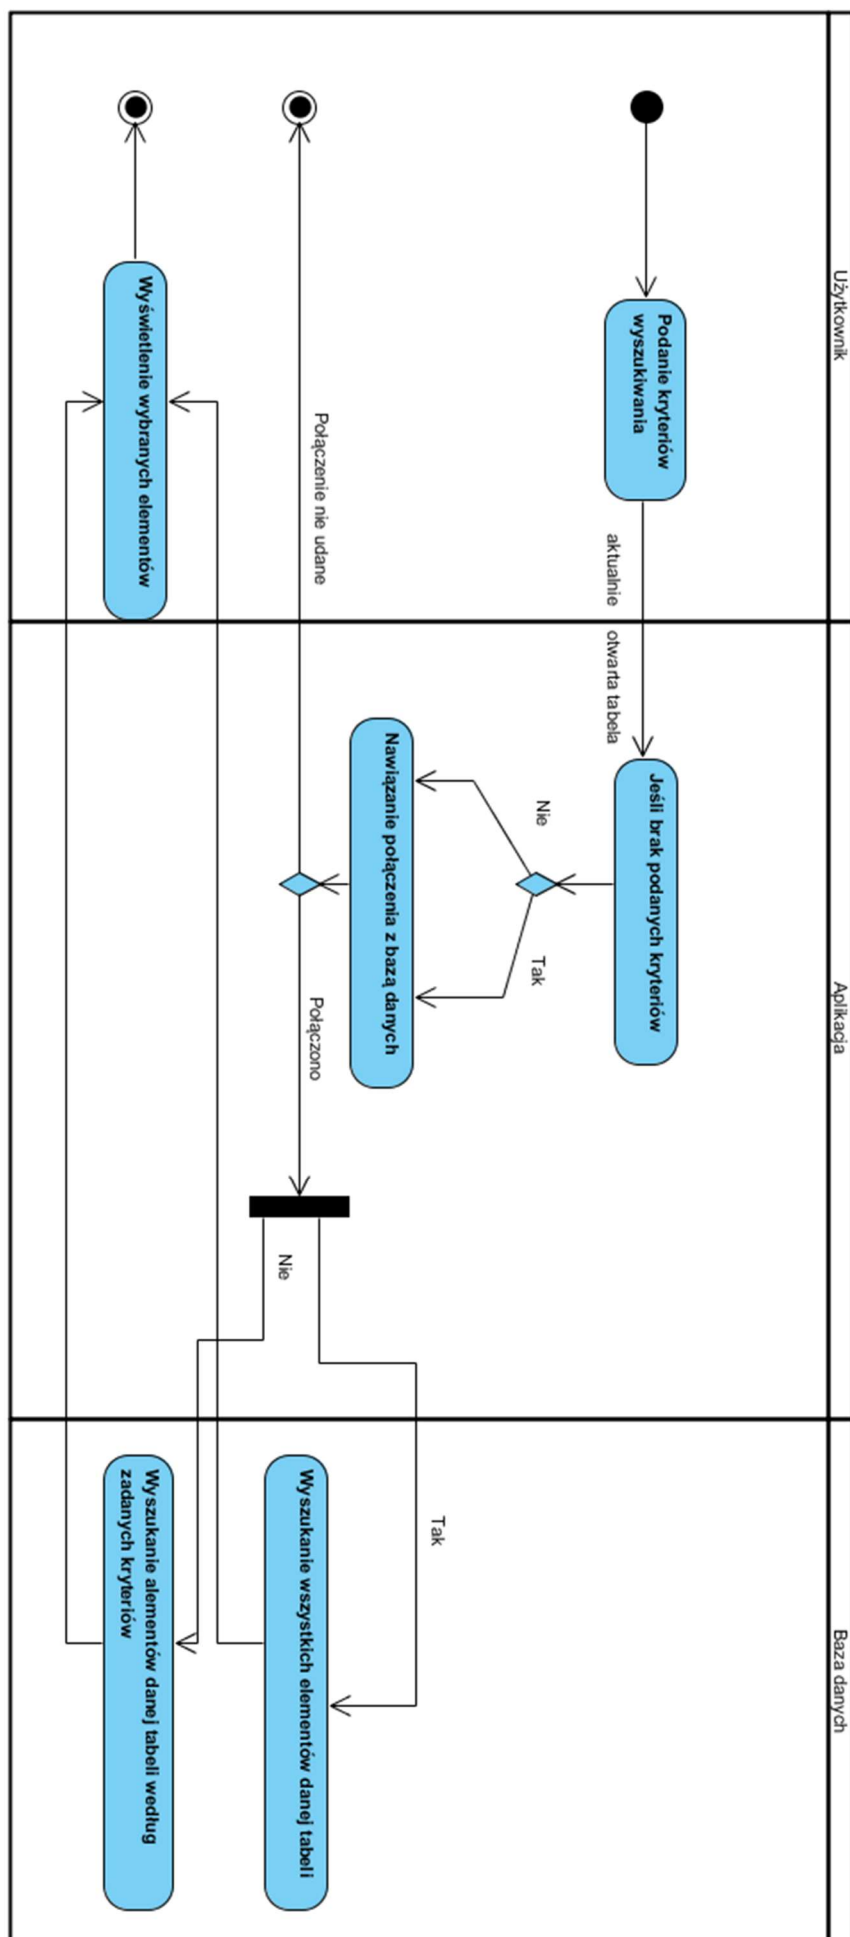 Użytkownik
Aplikacja
Baza danych
Podanie kryteriów
wyszukiwania
aktualnie otwarta tabela
Jeśli brak podanych kryteriów
Nie
Tak
Nawiązanie połączenia z bazą danych
Połączenie nie udane
Połączono
Nie
Tak
Wyszukanie wszystkich elementów danej tabeli
Wyszukanie alementów danej tabeli według
zadanych kryteriów
Wyświetlenie wybranych elementów